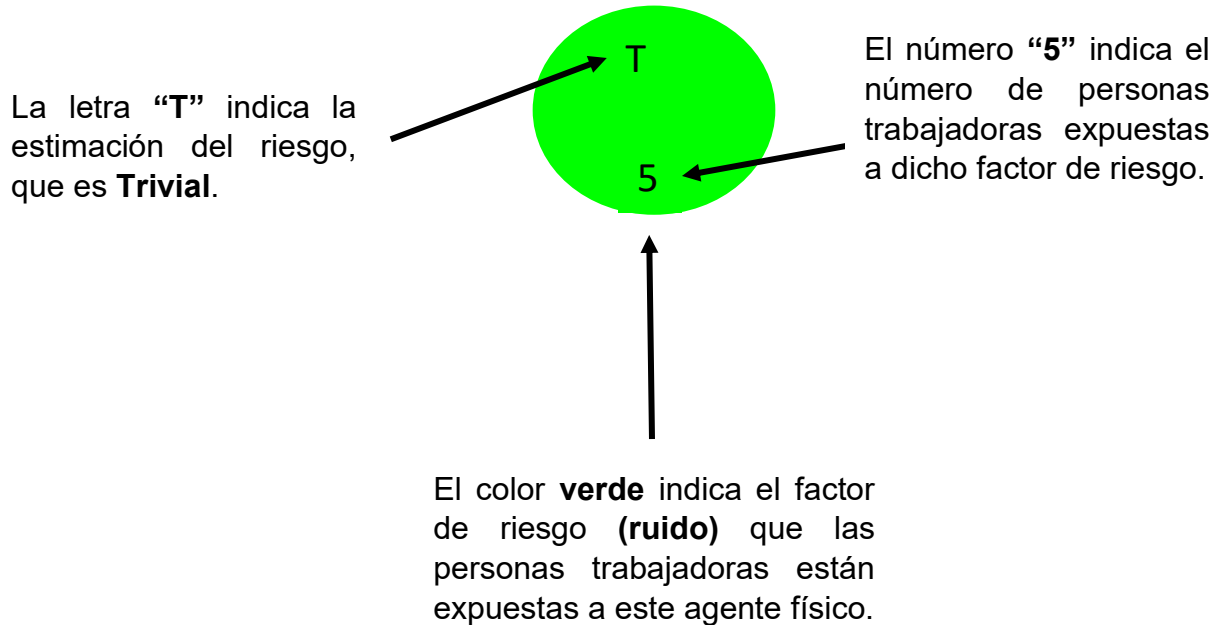 La letra “T” indica la
estimación del riesgo,
que es Trivial.
T
5
El número “5” indica el
número de personas
trabajadoras expuestas
a dicho factor de riesgo.
El color verde indica el factor
de riesgo (ruido) que las
personas trabajadoras están
expuestas a este agente físico.